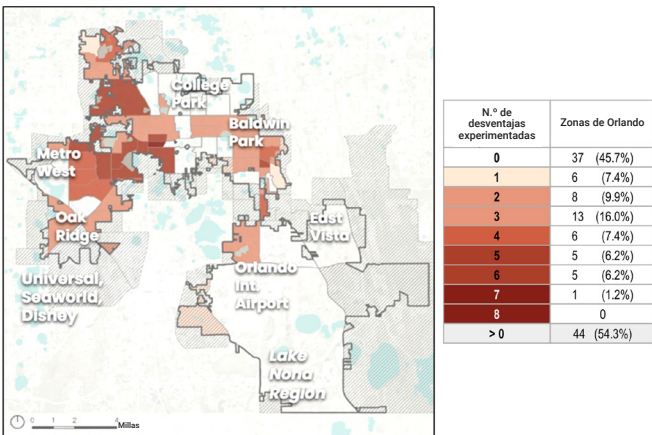 College
Park
Baldwin
Park
Metro
West
Oak
Ridge
East
Vista
Universal,
Seaworld,
Disney
Orlando
Int.
Airport
Lake
Nona
Region
0 1 2 4 Millas
N.º de
desventajas
experimentadas
Zonas de Orlando
0 37 (45.7%)
1 6 (7.4%)
2 8 (9.9%)
3 13 (16.0%)
4 6 (7.4%)
5 5 (6.2%)
6 5 (6.2%)
7 1 (1.2%)
8 0
> 0 44 (54.3%)